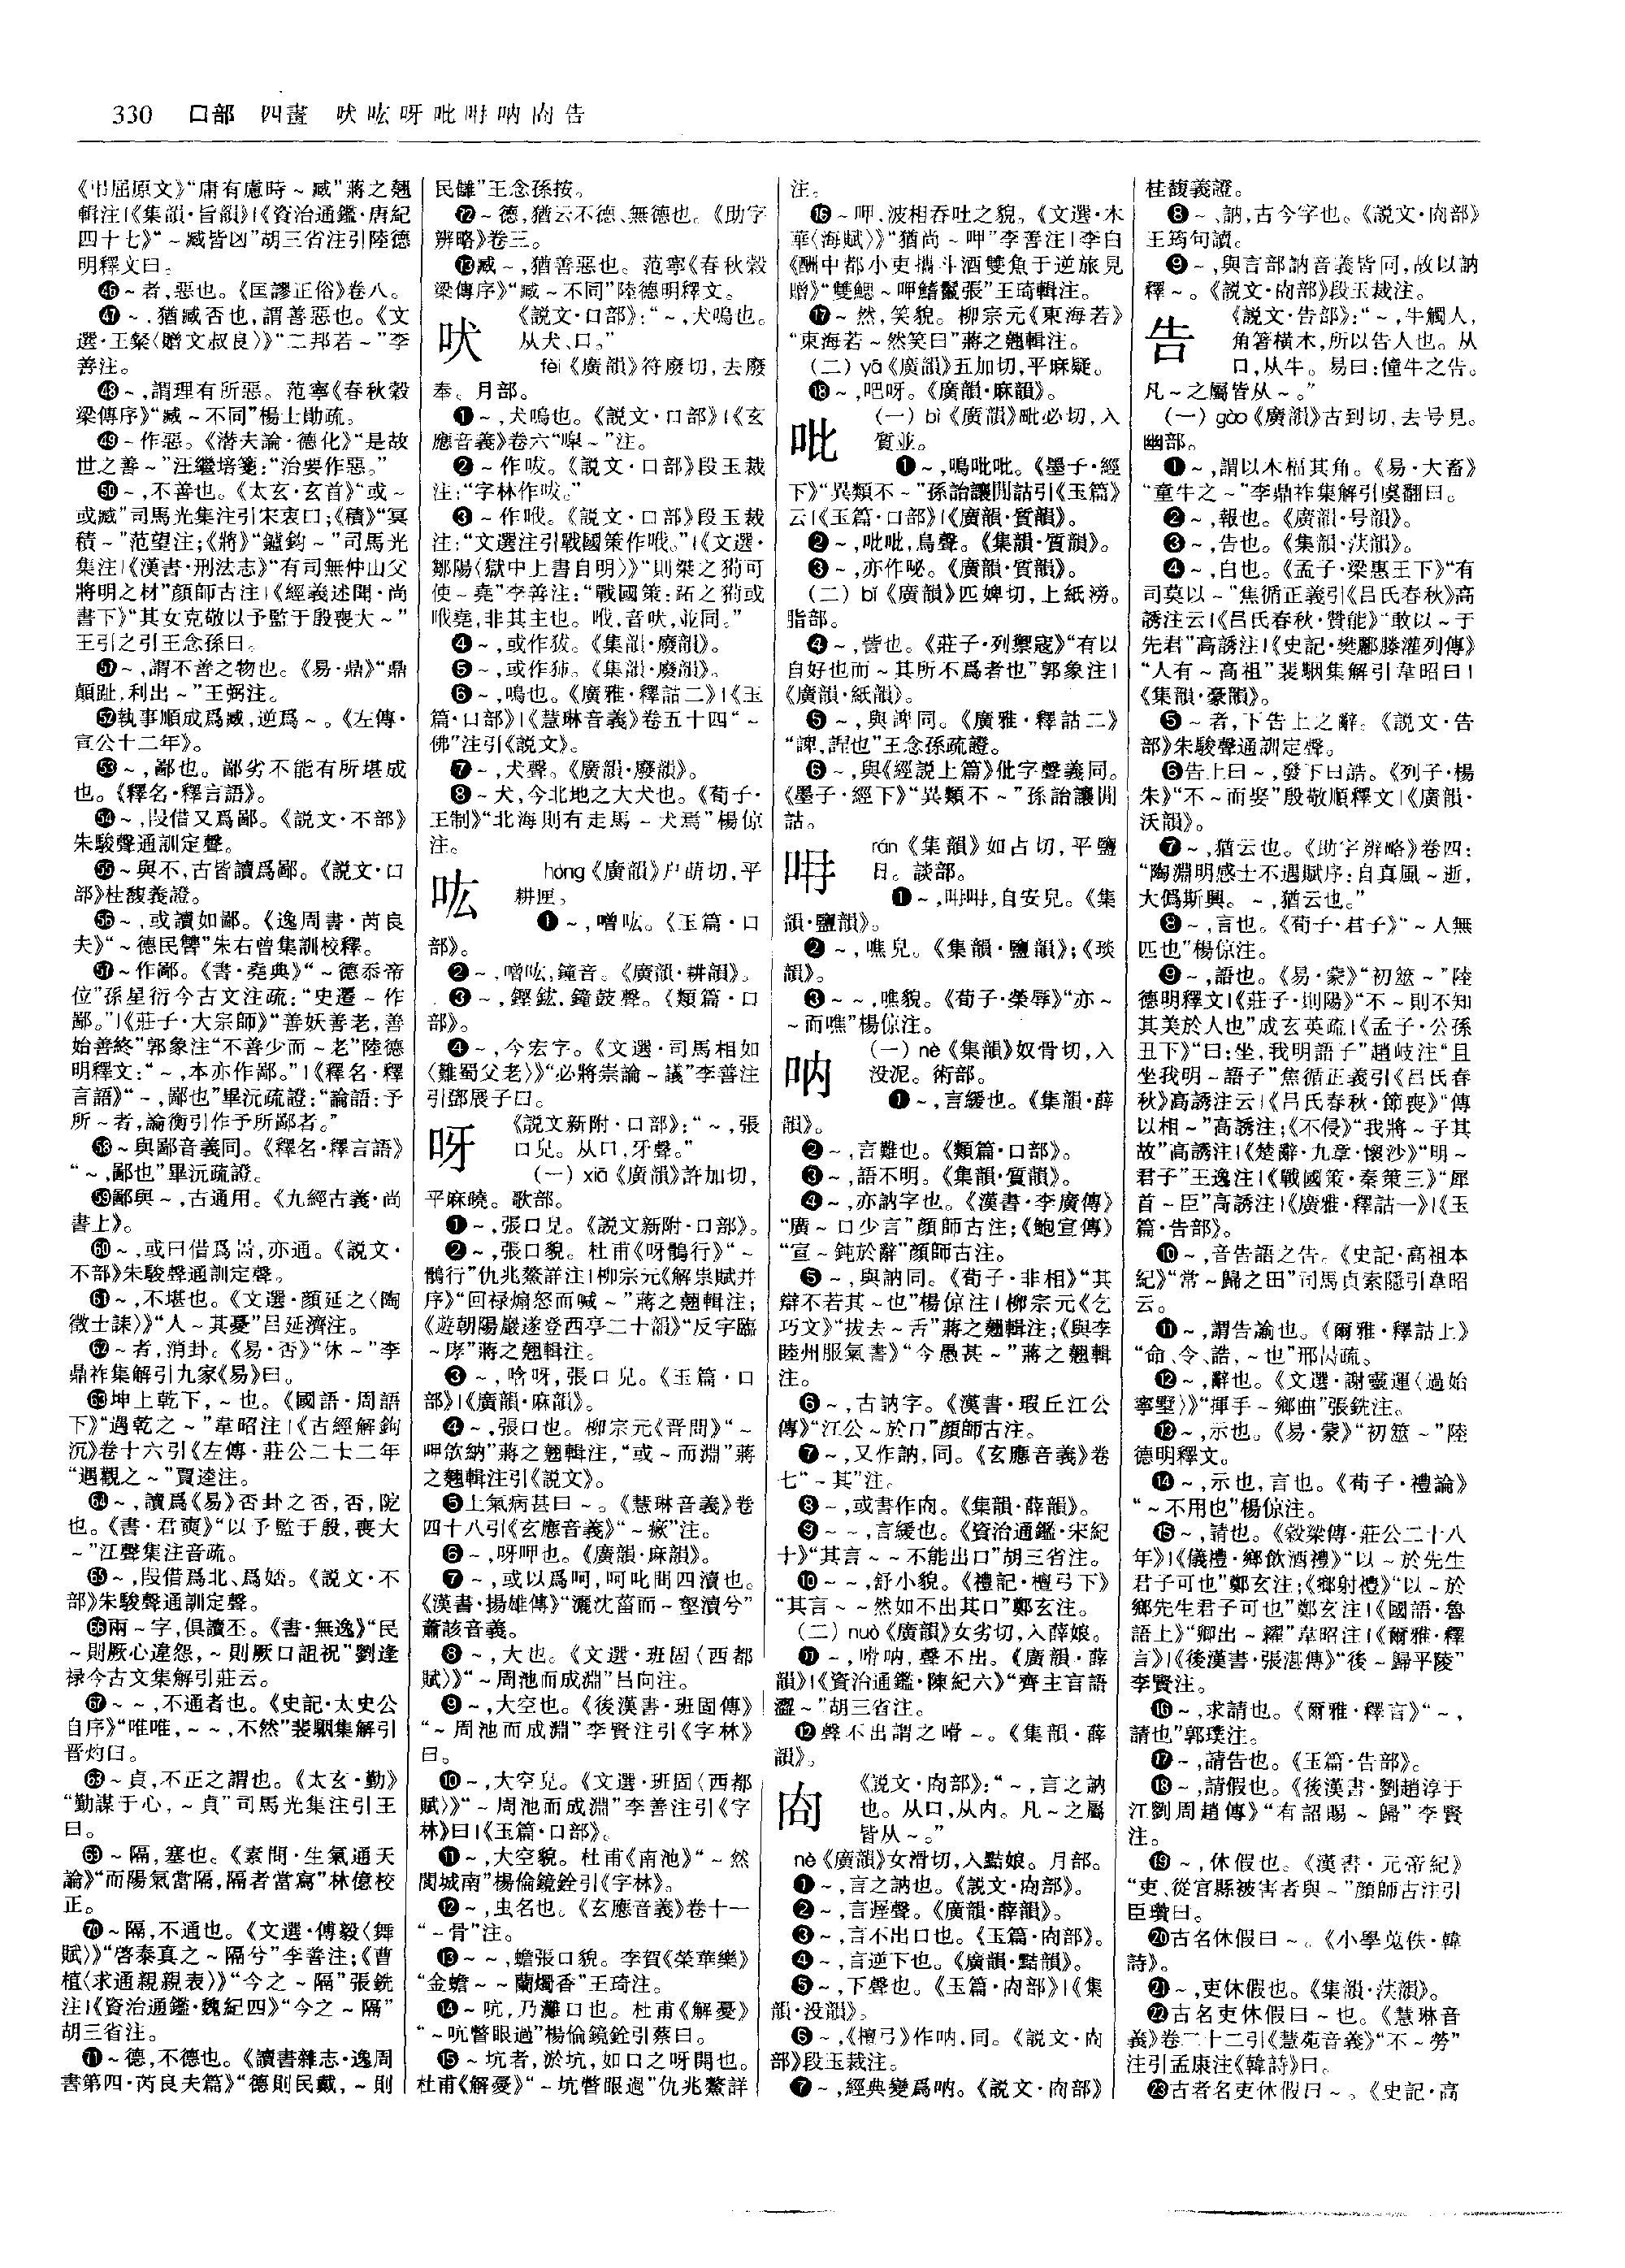 330 口部 四畫 吠吰呀吡呥呐㕯告
《弔屈原文》“庸有慮時～臧”蔣之翹
輯注|《集韻·旨韻》|《資治通鑑·唐紀
四十七》“～臧皆凶”胡三省注引陸德
明釋文曰。
㊻～者,惡也。《匡謬正俗》卷八。
㊼～,猶臧否也,謂善惡也。《文
選·王粲〈贈文叔良〉》“二邦若～”李
善注。
㊽～,謂理有所惡。范寧《春秋穀
梁傳序》“臧～不同”楊士勛疏。
㊾～作惡。《潛夫論·德化》“是故
世之善～”汪繼培箋:“治要作惡。”
㊿～,不善也。《太玄·玄首》“或～
或臧”司馬光集注引宋衷曰;《積》“冥
積～”范望注;《將》“鑪鈞～”司馬光
集注|《漢書·刑法志》“有司無仲山父
將明之材”顏師古注|《經義述聞·尚
書下》“其女克敬以予監于殷喪大～”
王引之引王念孫曰。
51～,謂不善之物也。《易·鼎》“鼎
顛趾,利出～”王弼注。
52執事順成爲臧,逆爲～。《左傳·
宣公十二年》。
53～,鄙也。鄙劣不能有所堪成
也。《釋名·釋言語》。
54～,叚借又爲鄙。《説文·不部》
朱駿聲通訓定聲。
55～與不,古皆讀爲鄙。《説文·口
部》桂馥義證。
56～,或讀如鄙。《逸周書·芮良
夫》“～德民讐”朱右曾集訓校釋。
57～作鄙。《書·堯典》“～德忝帝
位”孫星衍今古文注疏:“史遷～作
鄙。”|《莊子·大宗師》“善妖善老,善
始善終”郭象注“不善少而～老”陸德
明釋文:“～,本亦作鄙。”|《釋名·釋
言語》“～,鄙也”畢沅疏證:“論語:予
所～者,論衡引作予所鄙者。”
58～與鄙音義同。《釋名·釋言語》
“～,鄙也”畢沅疏證。
59鄙與～,古通用。《九經古義·尚
書上》。
60～,或曰借爲啚,亦通。《説文·
不部》朱駿聲通訓定聲。
61～,不堪也。《文選·顏延之〈陶
徵士誄〉》“人～其憂”吕延濟注。
62～者,消卦。《易·否》“休～”李
鼎祚集解引九家《易》曰。
63坤上乾下,～也。《國語·周語
下》“遇乾之～”韋昭注|《古經解鉤
沉》卷十六引《左傳·莊公二十二年
“遇觀之～”賈逵注。
64～,讀爲《易》否卦之否,否,阸
也。《書·君奭》“以予監于殷,喪大
～”江聲集注音疏。
65～,叚借爲北、爲娝。《説文·不
部》朱駿聲通訓定聲。
66兩～字,俱讀丕。《書·無逸》“民
～則厥心違怨,～則厥口詛祝”劉逢
禄今古文集解引莊云。
67～～,不通者也。《史記·太史公
自序》“唯唯,～～,不然”裴駰集解引
晉灼曰。
68～貞,不正之謂也。《太玄·勤》
“勤謀于心,～貞”司馬光集注引王
曰。
69～隔,塞也。《素問·生氣通天
論》“而陽氣當隔,隔者當寫”林億校
正。
70～隔,不通也。《文選·傅毅〈舞
賦〉》“啓泰真之～隔兮”李善注;《曹
植〈求通親親表〉》“今之～隔”張銑
注|《資治通鑑·魏紀四》“今之～隔”
胡三省注。
71～德,不德也。《讀書雜志·逸周
書第四·芮良夫篇》“德則民戴,～則
民讎”王念孫按。
72～德,猶云不德、無德也。《助字
辨略》卷三。
73臧～,猶善惡也。范寧《春秋穀
梁傳序》“臧～不同”陸德明釋文。
吠 《説文·口部》:“～,犬鳴也。
从犬、口。”
fèi《廣韻》符廢切,去廢
奉。月部。
❶～,犬鳴也。《説文·口部》|《玄
應音義》卷六“嘷～”注。
❷～作㕹。《説文·口部》段玉裁
注:“字林作㕹。”
❸～作㗀。《説文·口部》段玉裁
注:“文選注引戰國策作㗀。”|《文選·
鄒陽〈獄中上書自明〉》“則桀之狗可
使～堯”李善注:“戰國策:跖之狗或
㗀堯,非其主也。㗀,音吠,並同。”
❹～,或作犮。《集韻·廢韻》。
❺～,或作㹃。《集韻·廢韻》。
❻～,鳴也。《廣雅·釋詁二》|《玉
篇·口部》|《慧琳音義》卷五十四“～
佛”注引《説文》。
❼～,犬聲。《廣韻·廢韻》。
❽～犬,今北地之大犬也。《荀子·
王制》“北海則有走馬～犬焉”楊倞
注。
吰 hóng《廣韻》户萌切,平
耕匣。
❶～,噌吰。《玉篇·口
部》。
❷～,噌吰,鐘音。《廣韻·耕韻》。
❸～,鏗鋐,鐘鼓聲。《類篇·口
部》。
❹～,今宏字。《文選·司馬相如
〈難蜀父老〉》“必將崇論～議”李善注
引鄧展子曰。
呀 《説文新附·口部》:“～,張
口皃。从口,牙聲。”
(一) xiā《廣韻》許加切,
平麻曉。歌部。
❶～,張口皃。《説文新附·口部》。
❷～,張口貌。杜甫《呀鶻行》“～
鶻行”仇兆鰲詳注|柳宗元《解祟賦并
序》“回禄煽怒而喊～”蔣之翹輯注;
《遊朝陽巖遂登西亭二十韻》“反宇臨
～庨”蔣之翹輯注。
❸～,唅呀,張口皃。《玉篇·口
部》|《廣韻·麻韻》。
❹～,張口也。柳宗元《晋問》“～
呷欱納”蔣之翹輯注,“或～而淵”蔣
之翹輯注引《説文》。
❺上氣病甚曰～。《慧琳音義》卷
四十八引《玄應音義》“～瘶”注。
❻～,呀呷也。《廣韻·麻韻》。
❼～,或以爲呵,呵叱問四瀆也。
《漢書·揚雄傳》“灑沈菑而～壑瀆兮”
蕭該音義。
❽～,大也。《文選·班固〈西都
賦〉》“～周池而成淵”吕向注。
❾～,大空也。《後漢書·班固傳》
“～周池而成淵”李賢注引《字林》
曰。
❿～,大空皃。《文選·班固〈西都
賦〉》“～周池而成淵”李善注引《字
林》曰|《玉篇·口部》。
⓫～,大空貌。杜甫《南池》“～然
閬城南”楊倫鏡銓引《字林》。
⓬～,虫名也。《玄應音義》卷十一
“～骨”注。
⓭～～,蟾張口貌。李賀《榮華樂》
“金蟾～～蘭燭香”王琦注。
⓮～吭,乃灘口也。杜甫《解憂》
“～吭瞥眼過”楊倫鏡銓引蔡曰。
⓯～坑者,淤坑,如口之呀開也。
杜甫《解憂》“～坑瞥眼過”仇兆鰲詳
注。
⓰～呷,波相吞吐之貌。《文選·木
華〈海賦〉》“猶尚～呷”李善注|李白
《酬中都小吏攜斗酒雙魚于逆旅見
贈》“雙鰓～呷鰭鬣張”王琦輯注。
⓱～然,笑貌。柳宗元《東海若》
“東海若～然笑曰”蔣之翹輯注。
(二) yā《廣韻》五加切,平麻疑。
⓲～,吧呀。《廣韻·麻韻》。
吡 (一) bì《廣韻》毗必切,入
質並。
❶～,鳴吡吡。《墨子·經
下》“異類不～”孫詒讓閒詁引《玉篇》
云|《玉篇·口部》|《廣韻·質韻》。
❷～,吡吡,鳥聲。《集韻·質韻》。
❸～,亦作咇。《廣韻·質韻》。
(二) bǐ《廣韻》匹婢切,上紙滂。
脂部。
❹～,訾也。《莊子·列禦寇》“有以
自好也而～其所不爲者也”郭象注|
《廣韻·紙韻》。
❺～,與諀同。《廣雅·釋詁二》
“諀,諻也”王念孫疏證。
❻～,與《經説上篇》仳字聲義同。
《墨子·經下》“異類不～”孫詒讓閒
詁。
呥 rán《集韻》如占切,平鹽
日。談部。
❶～,呥呥,自安皃。《集
韻·鹽韻》。
❷～,噍皃。《集韻·鹽韻》;《琰
韻》。
❸～～,噍貌。《荀子·榮辱》“亦～
～而噍”楊倞注。
呐 (一) nè《集韻》奴骨切,入
没泥。術部。
❶～,言緩也。《集韻·薛
韻》。
❷～,言難也。《類篇·口部》。
❸～,語不明。《集韻·質韻》。
❹～,亦訥字也。《漢書·李廣傳》
“廣～口少言”顏師古注;《鮑宣傳》
“宣～鈍於辭”顏師古注。
❺～,與訥同。《荀子·非相》“其
辯不若其～也”楊倞注|柳宗元《乞
巧文》“拔去～舌”蔣之翹輯注;《與李
睦州服氣書》“今愚甚～”蔣之翹輯
注。
❻～,古訥字。《漢書·瑕丘江公
傳》“江公～於口”顏師古注。
❼～,又作訥,同。《玄應音義》卷
七“～其”注。
❽～,或書作㕯。《集韻·薛韻》。
❾～～,言緩也。《資治通鑑·宋紀
十》“其言～～不能出口”胡三省注。
❿～～,舒小貌。《禮記·檀弓下》
“其言～～然如不出其口”鄭玄注。
(二) nuò《廣韻》女劣切,入薛娘。
⓫～,嗗呐,聲不出。《廣韻·薛
韻》|《資治通鑑·陳紀六》“齊主言語
澀～”胡三省注。
⓬聲不出謂之嗗～。《集韻·薛
韻》。
㕯 《説文·㕯部》:“～,言之訥
也。从口,从内。凡～之屬
皆从～。”
nè《廣韻》女滑切,入黠娘。月部。
❶～,言之訥也。《説文·㕯部》。
❷～,言遲聲。《廣韻·薛韻》。
❸～,言不出口也。《玉篇·㕯部》。
❹～,言逆下也。《廣韻·黠韻》。
❺～,下聲也。《玉篇·㕯部》|《集
韻·没韻》。
❻～,《檀弓》作呐,同。《説文·㕯
部》段玉裁注。
❼～,經典變爲呐。《説文·㕯部》
桂馥義證。
❽～、訥,古今字也。《説文·㕯部》
王筠句讀。
❾～,與言部訥音義皆同,故以訥
釋～。《説文·㕯部》段玉裁注。
告 《説文·告部》:“～,牛觸人,
角箸横木,所以告人也。从
口,从牛。易曰:僮牛之告。
凡～之屬皆从～。”
(一) gào《廣韻》古到切,去号見。
幽部。
❶～,謂以木楅其角。《易·大畜》
“童牛之～”李鼎祚集解引虞翻曰。
❷～,報也。《廣韻·号韻》。
❸～,告也。《集韻·沃韻》。
❹～,白也。《孟子·梁惠王下》“有
司莫以～”焦循正義引《吕氏春秋》高
誘注云|《吕氏春秋·贊能》“敢以～于
先君”高誘注|《史記·樊酈滕灌列傳》
“人有～高祖”裴駰集解引韋昭曰|
《集韻·豪韻》。
❺～者,下告上之辭。《説文·告
部》朱駿聲通訓定聲。
❻告上曰～,發下曰誥。《列子·楊
朱》“不～而娶”殷敬順釋文|《廣韻·
沃韻》。
❼～,猶云也。《助字辨略》卷四:
“陶淵明感士不遇賦序:自真風～逝,
大僞斯興。～,猶云也。”
❽～,言也。《荀子·君子》“～人無
匹也”楊倞注。
❾～,語也。《易·蒙》“初筮～”陸
德明釋文|《莊子·則陽》“不～則不知
其美於人也”成玄英疏|《孟子·公孫
丑下》“曰:坐,我明語子”趙岐注“且
坐我明～語子”焦循正義引《吕氏春
秋》高誘注云|《吕氏春秋·節喪》“傳
以相～”高誘注;《不侵》“我將～子其
故”高誘注|《楚辭·九章·懷沙》“明～
君子”王逸注|《戰國策·秦策三》“犀
首～臣”高誘注|《廣雅·釋詁一》|《玉
篇·告部》。
❿～,音告語之告。《史記·高祖本
紀》“常～歸之田”司馬貞索隱引韋昭
云。
⓫～,謂告諭也。《爾雅·釋詁上》
“命、令、誥,～也”邢昺疏。
⓬～,辭也。《文選·謝靈運〈過始
寧墅〉》“揮手～鄉曲”張銑注。
⓭～,示也。《易·蒙》“初筮～”陸
德明釋文。
⓮～,示也,言也。《荀子·禮論》
“～不用也”楊倞注。
⓯～,請也。《穀梁傳·莊公二十八
年》|《儀禮·鄉飲酒禮》“以～於先生
君子可也”鄭玄注;《鄉射禮》“以～於
鄉先生君子可也”鄭玄注|《國語·魯
語上》“卿出～糴”韋昭注|《爾雅·釋
言》|《後漢書·張湛傳》“後～歸平陵”
李賢注。
⓰～,求請也。《爾雅·釋言》“～,
請也”郭璞注。
⓱～,請告也。《玉篇·告部》。
⓲～,請假也。《後漢書·劉趙淳于
江劉周趙傳》“有詔賜～歸”李賢
注。
⓳～,休假也。《漢書·元帝紀》
“吏、從官縣被害者與～”顏師古注引
臣瓚曰。
⓴古名休假曰～。《小學蒐佚·韓
詩》。
㉑～,吏休假也。《集韻·沃韻》。
㉒古名吏休假曰～也。《慧琳音
義》卷二十二引《慧苑音義》“不～勞”
注引孟康注《韓詩》曰。
㉓古者名吏休假曰～。《史記·高